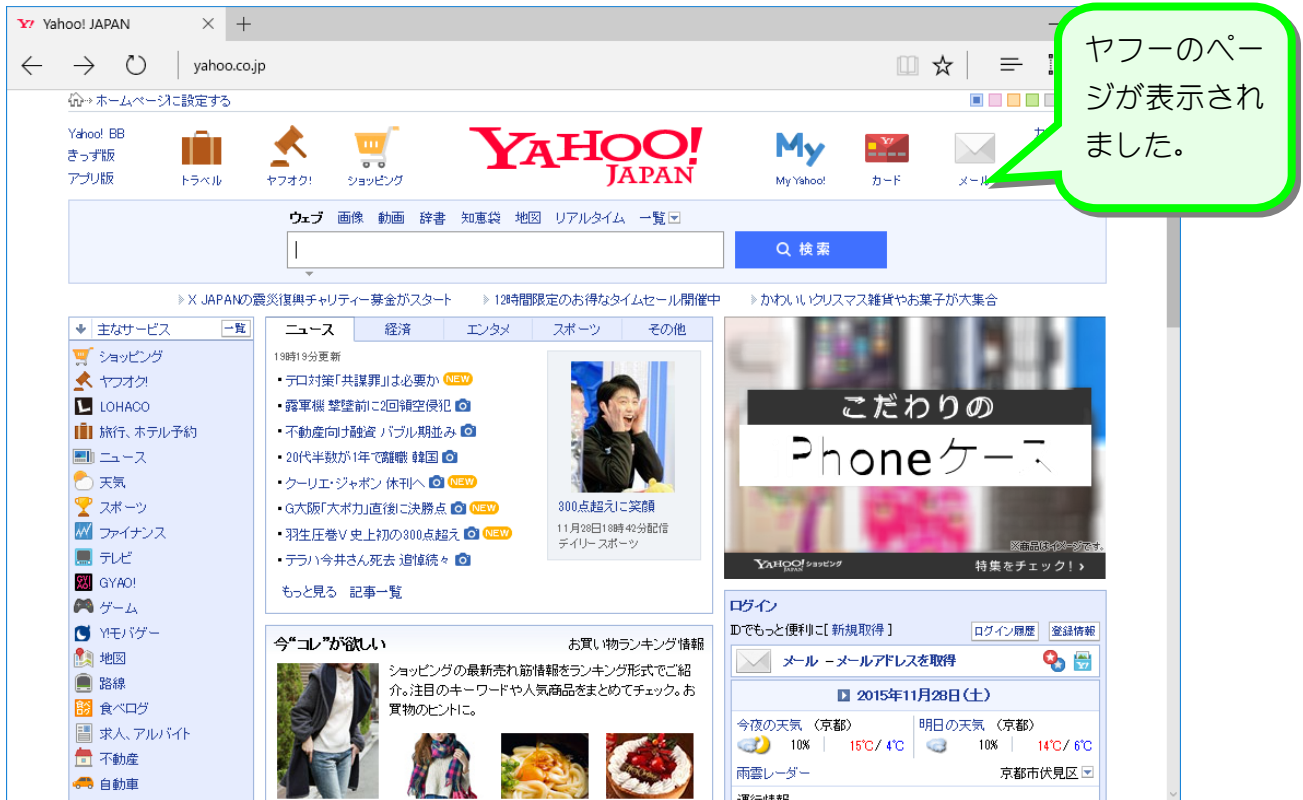 Yahoo! JAPAN
yahoo.co.jp
ヤフーのペー
ジが表示され
ました。
ホームページに設定する
Yahoo! BB
きっず版
アプリ版
トラベル
ヤフオク!
ショッピング
YAHOO!
JAPAN
My
My Yahoo!
カード
メール
ウェブ 画像 動画 辞書 知恵袋 地図 リアルタイム 一覧
検索
X JAPANの震災復興チャリティー募金がスタート
12時間限定のお得なタイムセール開催中
かわいいクリスマス雑貨やお菓子が大集合
主なサービス 一覧
ショッピング
ヤフオク!
LOHACO
旅行、ホテル予約
ニュース
天気
スポーツ
ファイナンス
テレビ
GYAO!
ゲーム
Y!モバゲー
地図
路線
食べログ
求人、アルバイト
不動産
自動車
ニュース 経済 エンタメ スポーツ その他
19時19分更新
・テロ対策「共謀罪」は必要か NEW
・露軍機 撃墜前に2回領空侵犯
・不動産向け融資 バブル期並み
・20代半数が1年で離職 韓国
・クーリエ・ジャポン 休刊へ NEW
・G大阪「大ポカ」直後に決勝点 NEW
・羽生圧巻V 史上初の300点超え NEW
・テラハ今井さん死去 追悼続々
もっと見る 記事一覧
300点超えに笑顔
11月28日18時42分配信
デイリースポーツ
こだわりの
Phoneケース
※商品はイメージです。
YAHOO!ショッピング
JAPAN
特集をチェック!›
今“コレ”が欲しい
お買い物ランキング情報
ショッピングの最新売れ筋情報をランキング形式でご紹
介。注目のキーワードや人気商品をまとめてチェック。お
買物のヒントに。
ログイン
IDでもっと便利に[ 新規取得 ] ログイン履歴 登録情報
メール - メールアドレスを取得
2015年11月28日(土)
今夜の天気 (京都)
10% 15℃/ 4℃
明日の天気 (京都)
10% 14℃/ 6℃
雨雲レーダー 京都市伏見区